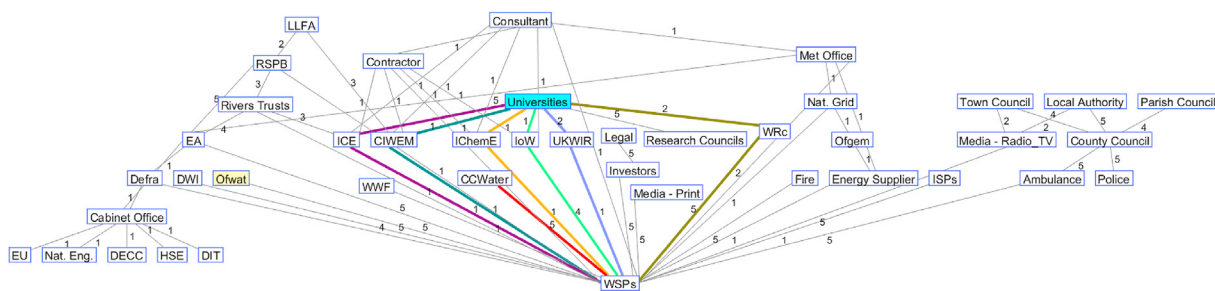 Consultant
LLFA
1
1
1
2
Met Office
RSPB
Contractor
1
1
3
3
1
1
1
1
5
1
1
1
5
Universities
2
Nat. Grid
Town Council
Local Authority
Parish Council
Rivers Trusts
3
4
1
1
1
2
WRc
1
1
2
4
5
4
EA
ICE
CIWEM
IChemE
IoW
UKWIR
Legal
Research Councils
Ofgem
Media - Radio_TV
County Council
5
1
1
Defra
DWI
Ofwat
WWF
CCWater
Investors
Fire
Energy Supplier
ISPs
Ambulance
Police
2
5
5
Media - Print
1
Cabinet Office
5
1
1
4
5
5
4
5
5
5
5
1
1
5
1
1
1
1
1
EU
Nat. Eng.
DECC
HSE
DIT
WSPs